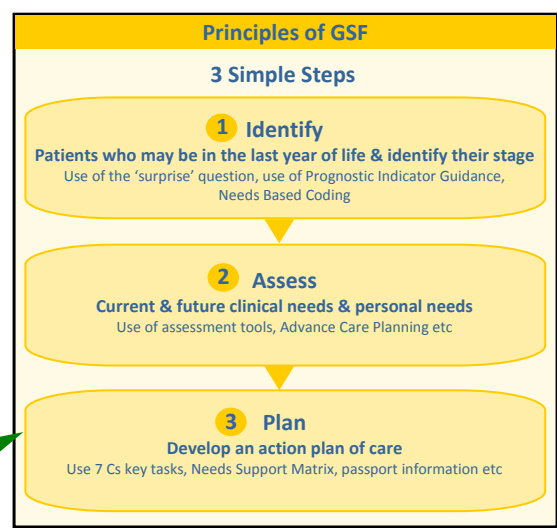 Principles of GSF
3 Simple Steps
1 Identify
Patients who may be in the last year of life & identify their stage
Use of the ‘surprise’ question, use of Prognostic Indicator Guidance,
Needs Based Coding
2 Assess
Current & future clinical needs & personal needs
Use of assessment tools, Advance Care Planning etc
3 Plan
Develop an action plan of care
Use 7 Cs key tasks, Needs Support Matrix, passport information etc